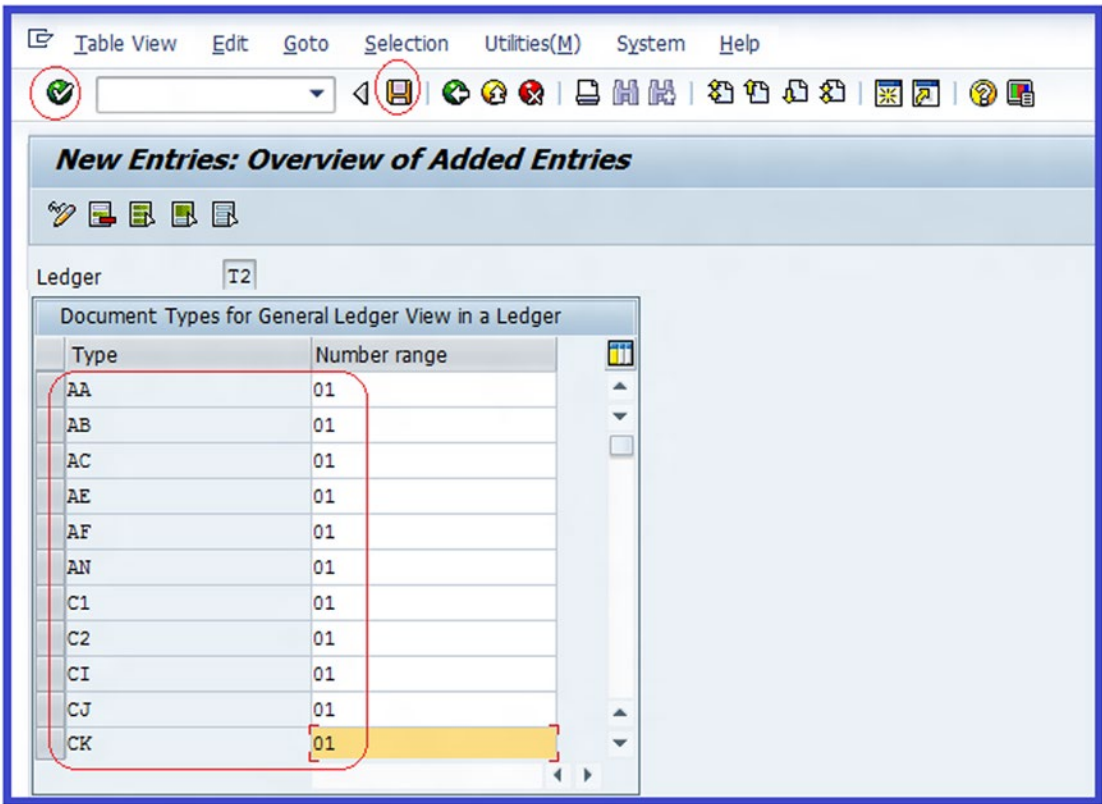 Table View Edit Goto Selection Utilities(M) System Help
New Entries: Overview of Added Entries
Ledger T2
Document Types for General Ledger View in a Ledger
Type Number range
AA 01
AB 01
AC 01
AE 01
AF 01
AN 01
C1 01
C2 01
CI 01
CJ 01
CK 01